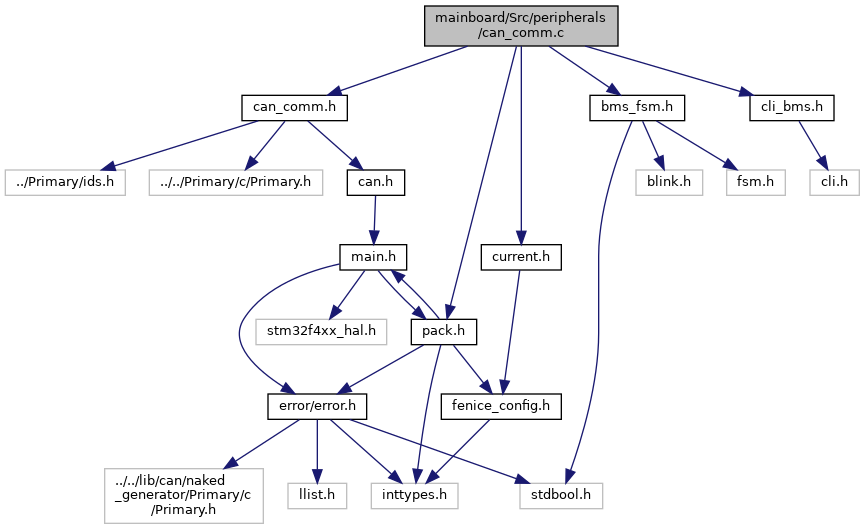 mainboard/Src/peripherals
/can_comm.c
can_comm.h
bms_fsm.h
cli_bms.h
../Primary/ids.h
../../Primary/c/Primary.h
can.h
blink.h
fsm.h
cli.h
main.h
current.h
stm32f4xx_hal.h
pack.h
error/error.h
fenice_config.h
../../lib/can/naked
_generator/Primary/c
/Primary.h
llist.h
inttypes.h
stdbool.h